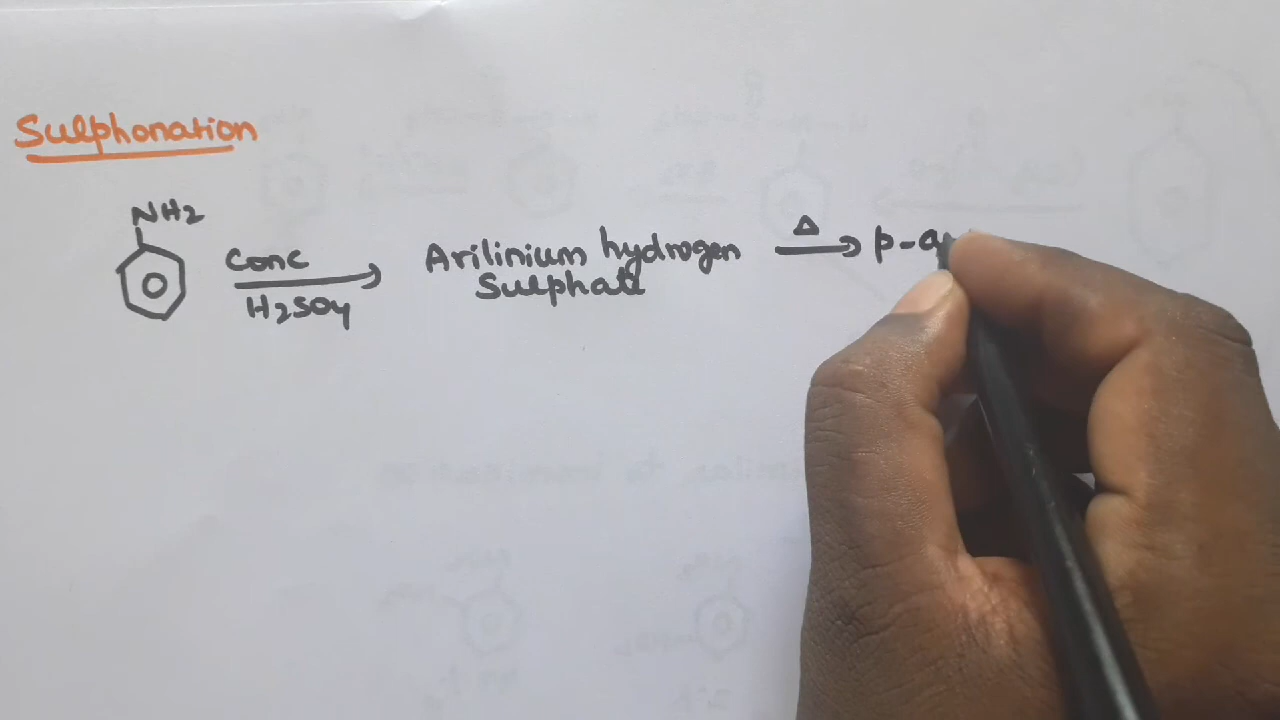 Sulphonation
NH2
Conc
H2SO4
Arilinium hydrogen
Sulphate
Δ
p-a